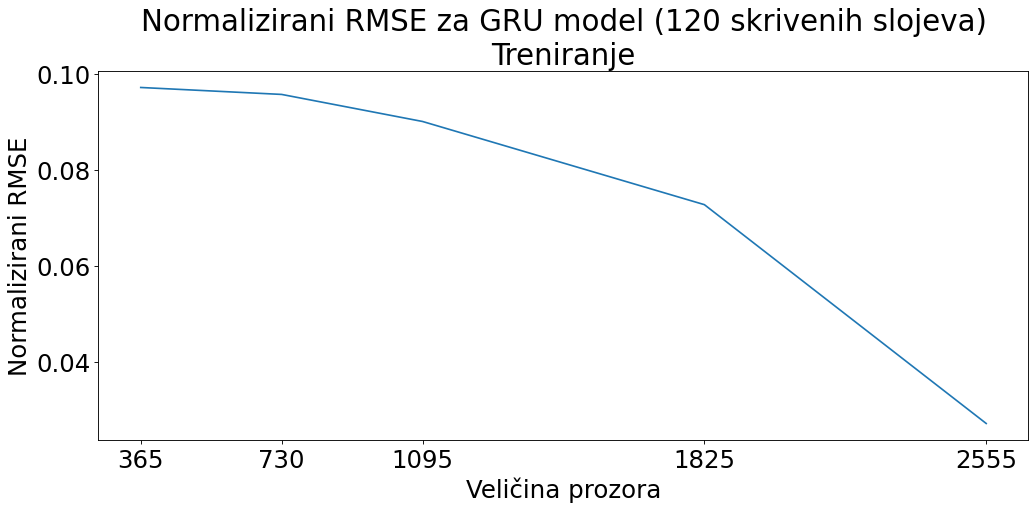 Normalizirani RMSE za GRU model (120 skrivenih slojeva)
Treniranje
Normalizirani RMSE
0.10
0.08
0.06
0.04
365 730 1095 1825 2555
Veličina prozora